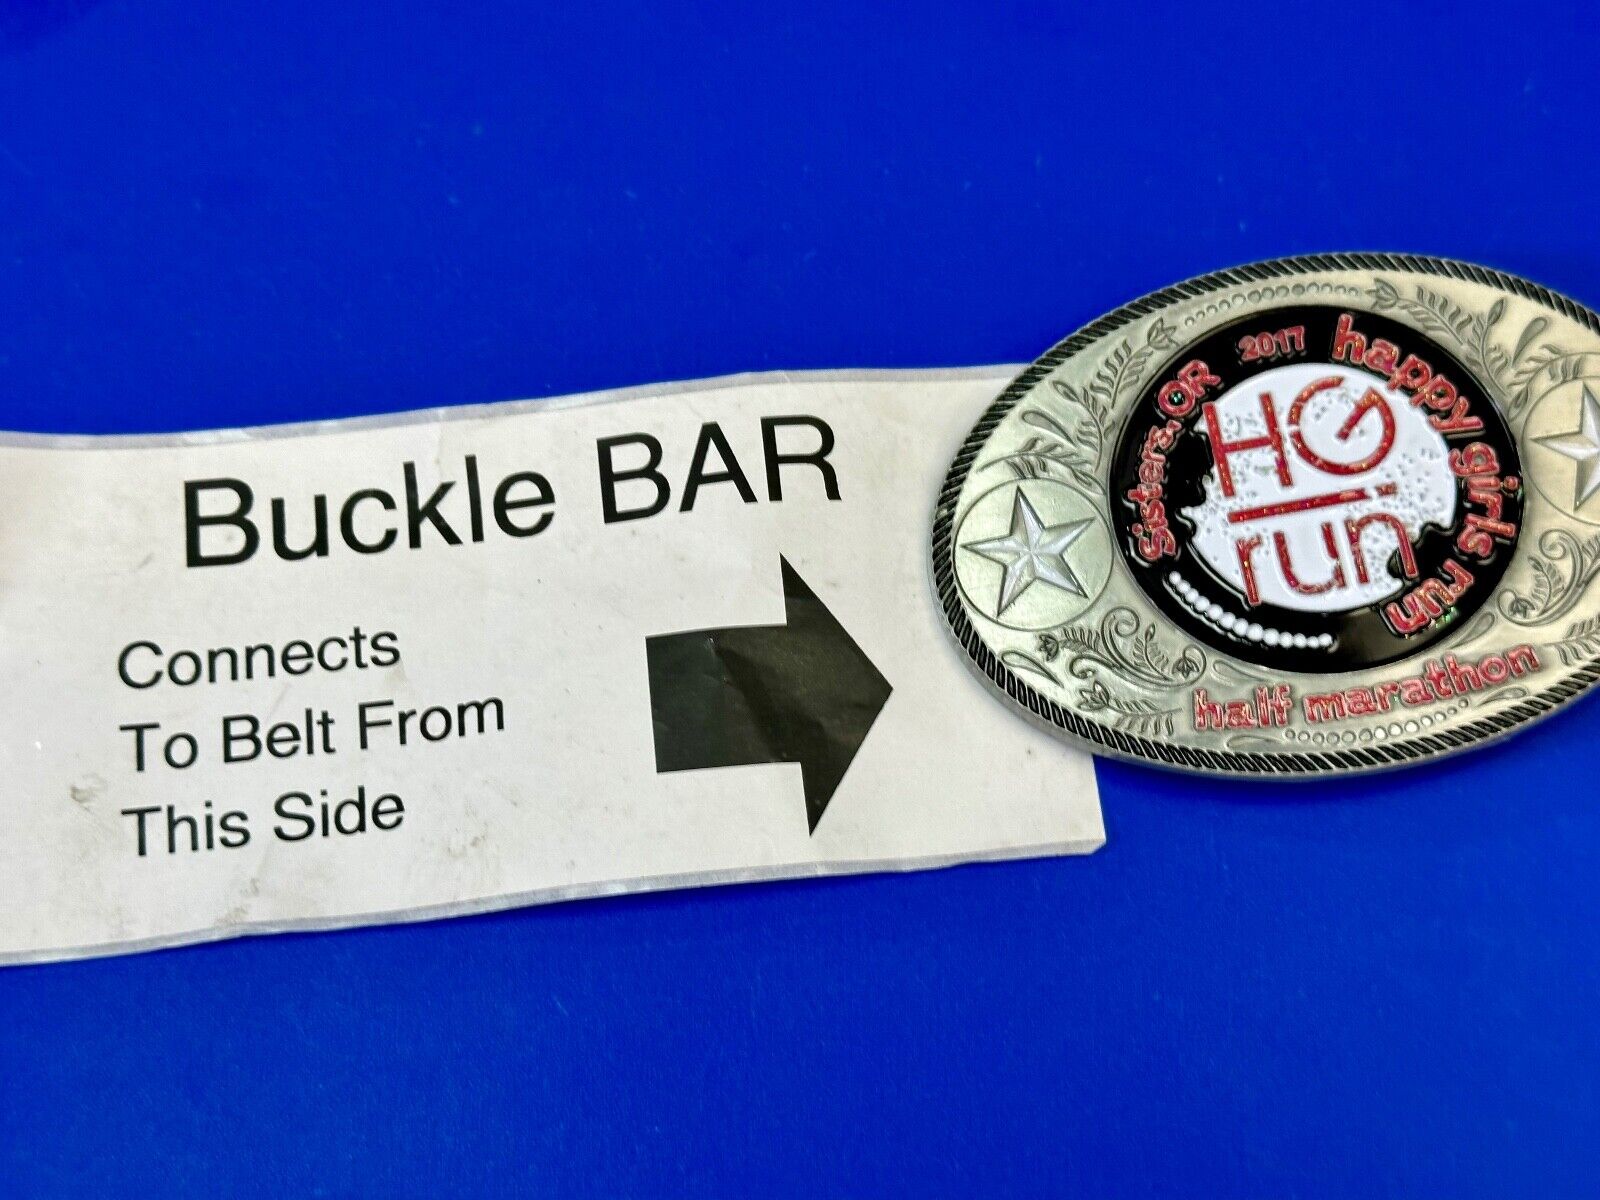 Buckle BAR
Connects
To Belt From
This Side
Sisters, OR 2017 happy girls run
HG
run!
half marathon